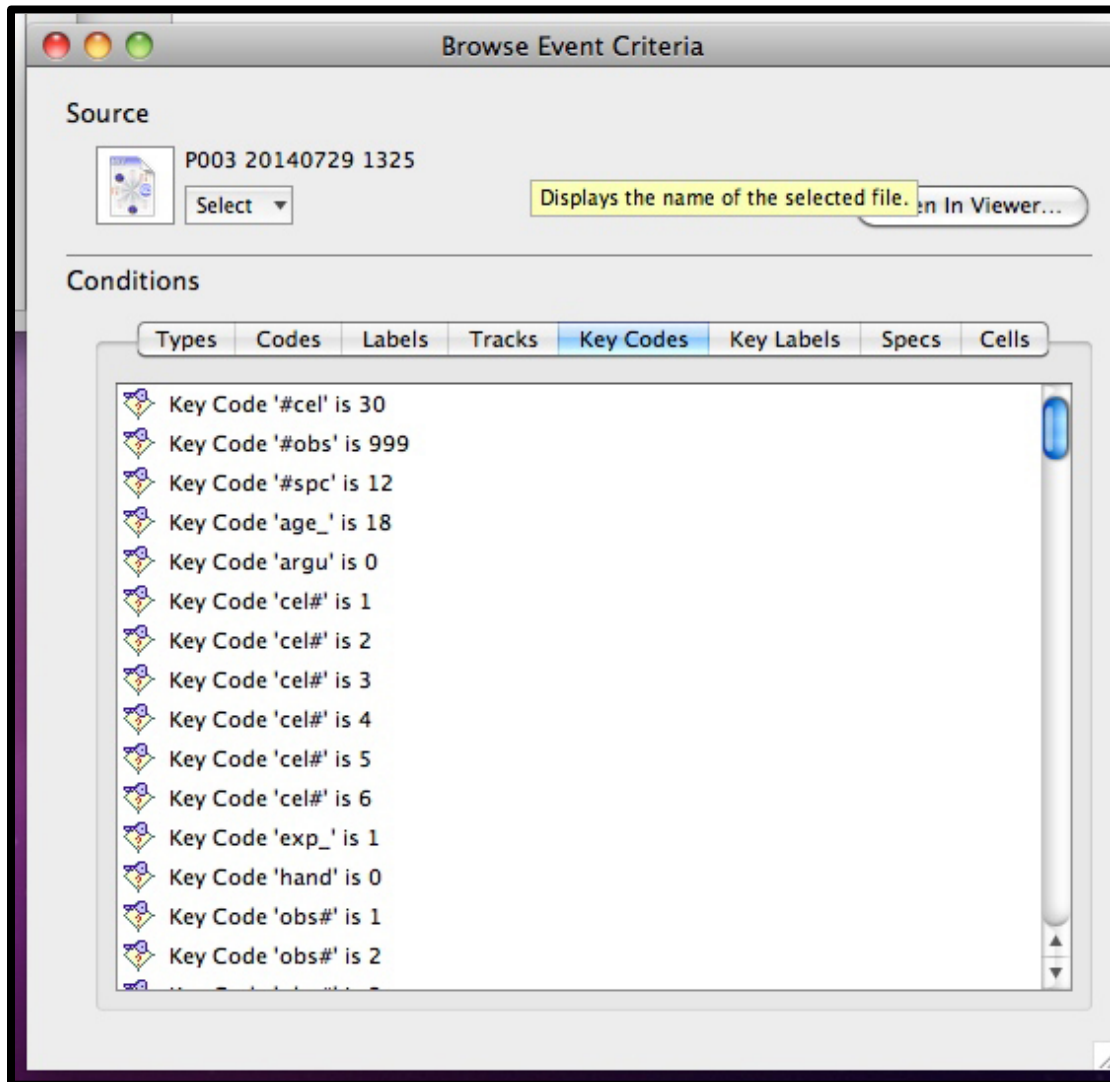 Browse Event Criteria
Source
P003 20140729 1325
Select
Displays the name of the selected file.
en In Viewer...
Conditions
Types Codes Labels Tracks Key Codes Key Labels Specs Cells
Key Code '#cel' is 30
Key Code '#obs' is 999
Key Code '#spc' is 12
Key Code 'age_' is 18
Key Code 'argu' is 0
Key Code 'cel#' is 1
Key Code 'cel#' is 2
Key Code 'cel#' is 3
Key Code 'cel#' is 4
Key Code 'cel#' is 5
Key Code 'cel#' is 6
Key Code 'exp_' is 1
Key Code 'hand' is 0
Key Code 'obs#' is 1
Key Code 'obs#' is 2